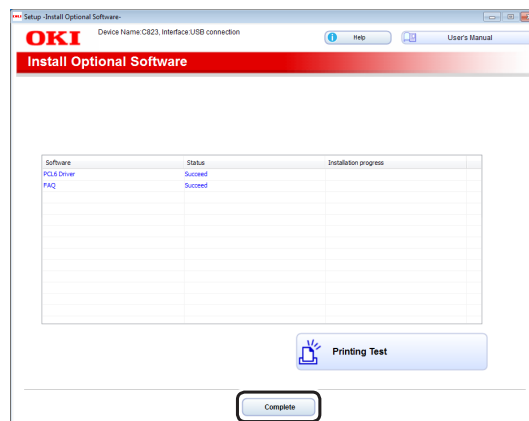 OKI Setup -Install Optional Software-
OKI
Device Name:C823, Interface:USB connection
Help
User's Manual
Install Optional Software
Software Status Installation progress
PCL6 Driver Succeed
FAQ Succeed
Printing Test
Complete